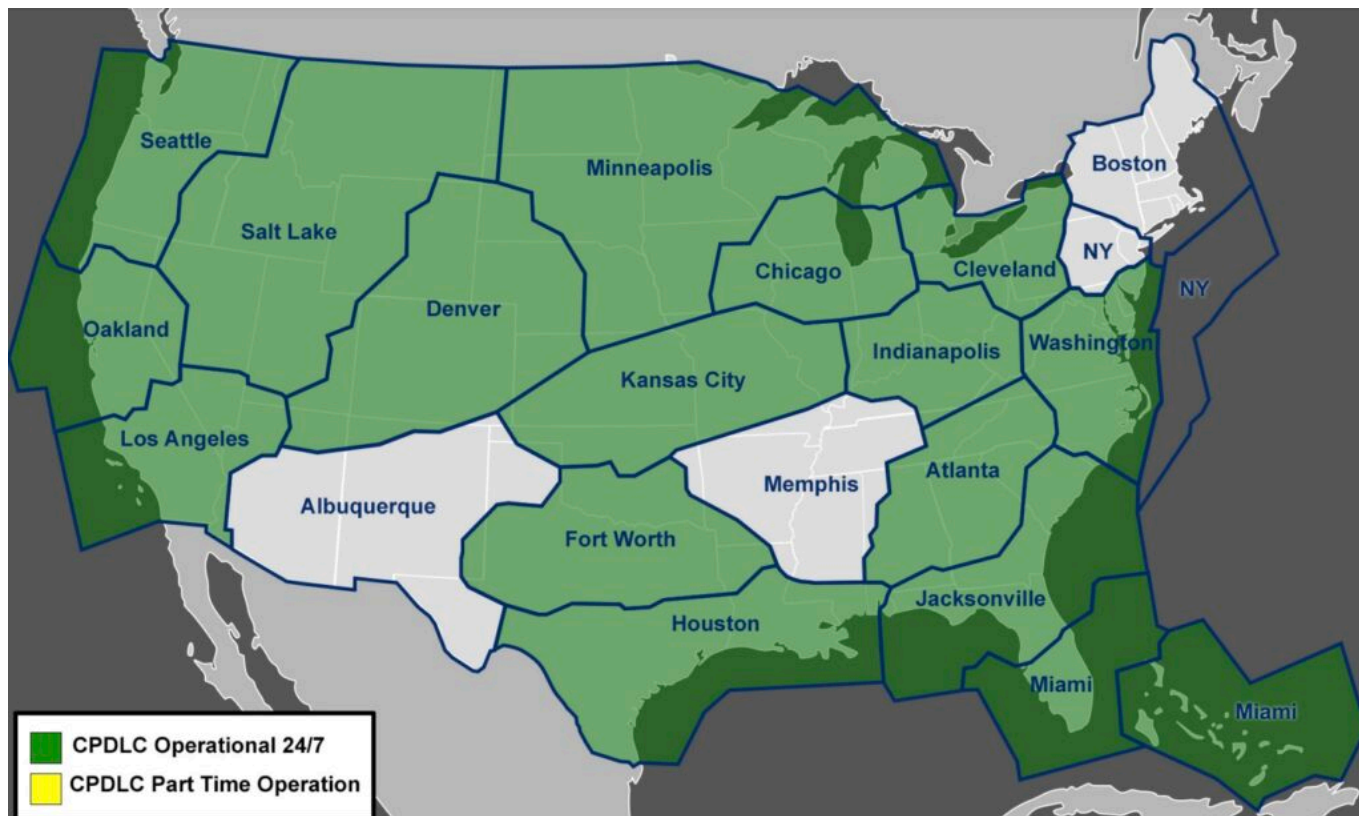 Seattle
Minneapolis
Boston
Salt Lake
NY
Chicago
Cleveland
NY
Denver
Oakland
Indianapolis
Washington
Kansas City
Los Angeles
Atlanta
Memphis
Albuquerque
Fort Worth
Jacksonville
Houston
Miami
Miami
CPDLC Operational 24/7
CPDLC Part Time Operation